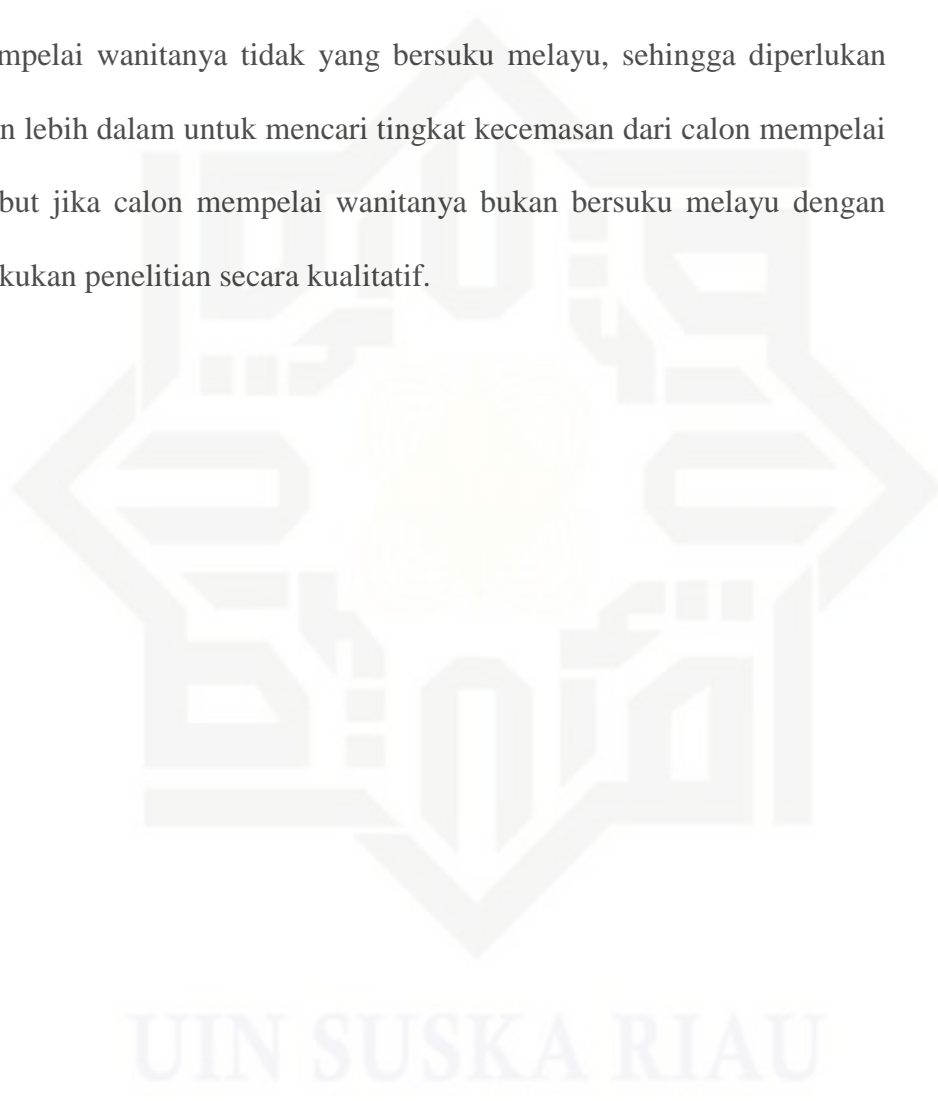 mpelai wanitanya tidak yang bersuku melayu, sehingga diperlukan
n lebih dalam untuk mencari tingkat kecemasan dari calon mempelai
but jika calon mempelai wanitanya bukan bersuku melayu dengan
kukan penelitian secara kualitatif.
UIN SUSKA RIAU